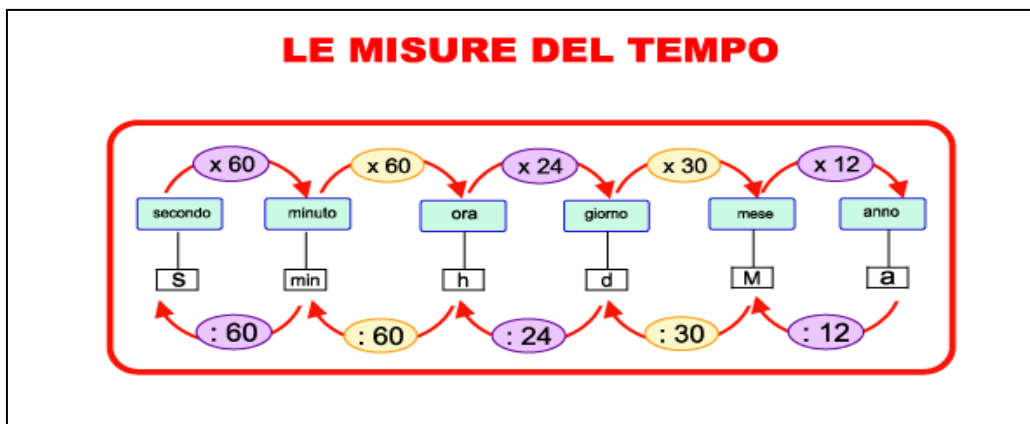 LE MISURE DEL TEMPO
x 60 x 60 x 24 x 30 x 12
secondo minuto ora giorno mese anno
S min h d M a
: 60 : 60 : 24 : 30 : 12